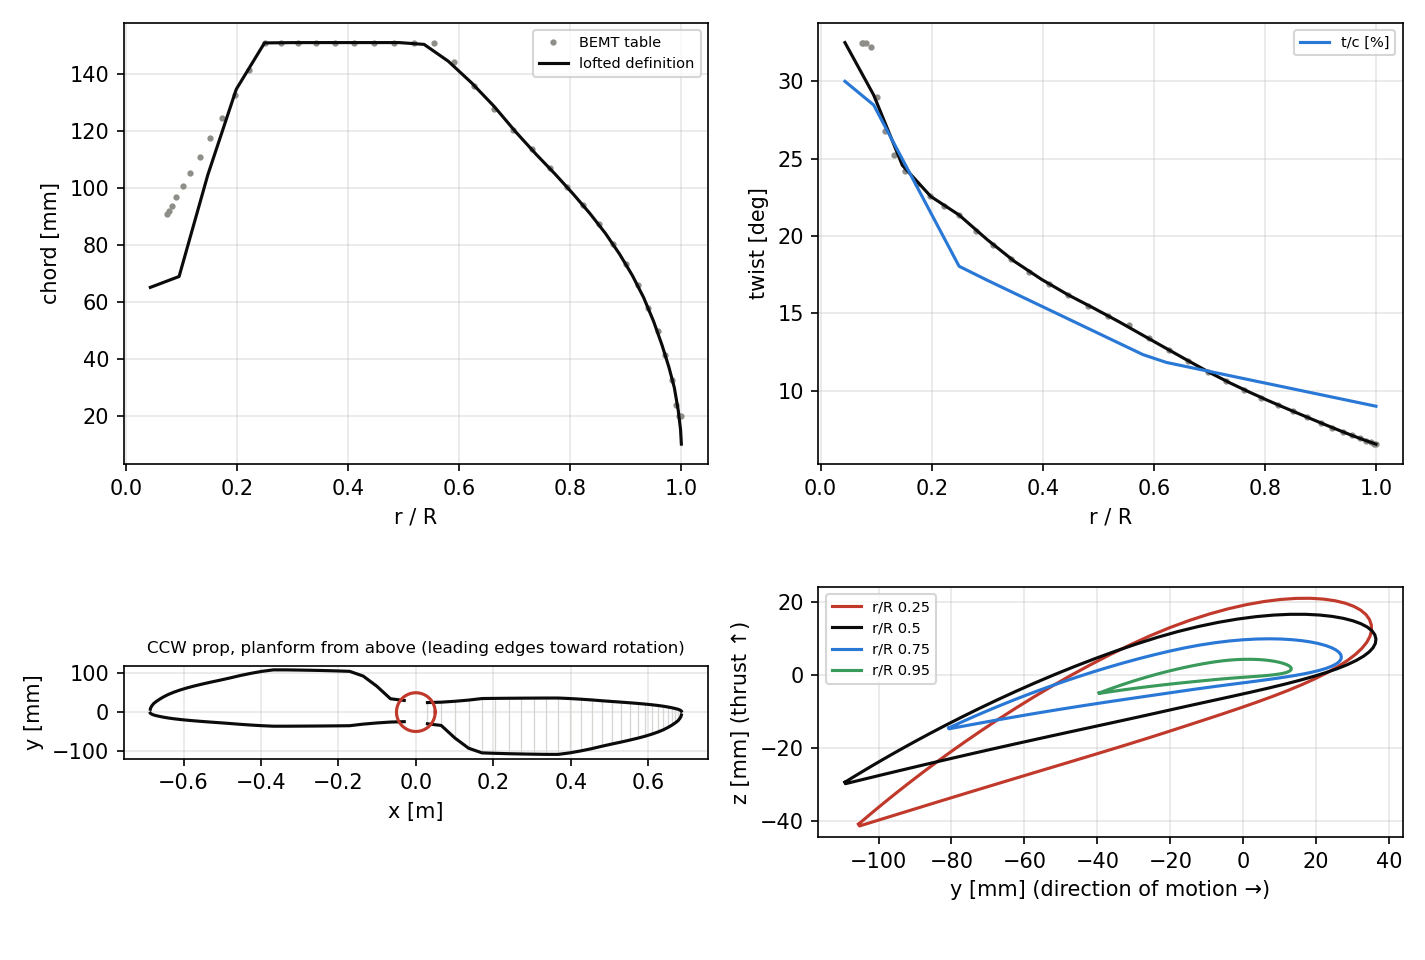 140
120
100
80
60
40
20
chord [mm]
BEMT table
lofted definition
0.0 0.2 0.4 0.6 0.8 1.0
r / R
30
25
20
15
10
twist [deg]
t/c [%]
0.0 0.2 0.4 0.6 0.8 1.0
r / R
CCW prop, planform from above (leading edges toward rotation)
100
0
−100
y [mm]
−0.6 −0.4 −0.2 0.0 0.2 0.4 0.6
x [m]
r/R 0.25
r/R 0.5
r/R 0.75
r/R 0.95
20
0
−20
−40
z [mm] (thrust ↑)
−100 −80 −60 −40 −20 0 20 40
y [mm] (direction of motion →)